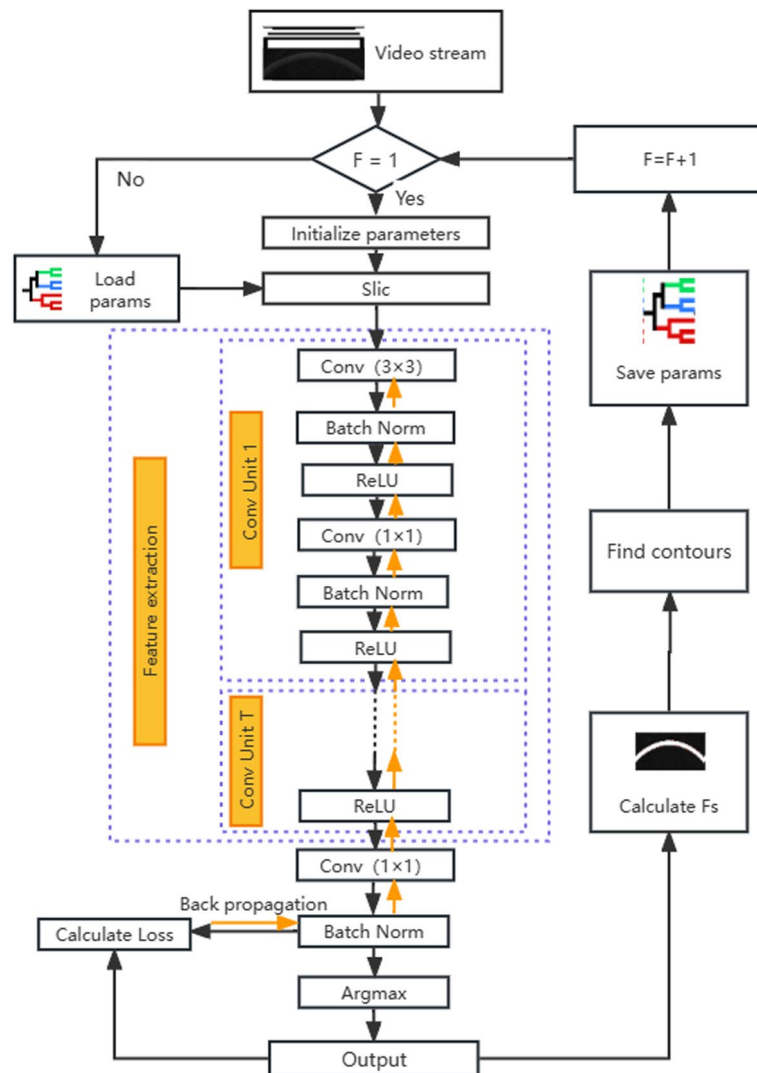 Video stream
F = 1
F=F+1
No
Yes
Initialize parameters
Load
params
Slic
Save params
Conv (3×3)
Batch Norm
ReLU
Conv (1×1)
Batch Norm
ReLU
Conv Unit 1
Feature extraction
Find contours
Conv Unit T
ReLU
Calculate Fs
Conv (1×1)
Back propagation
Calculate Loss
Batch Norm
Argmax
Output